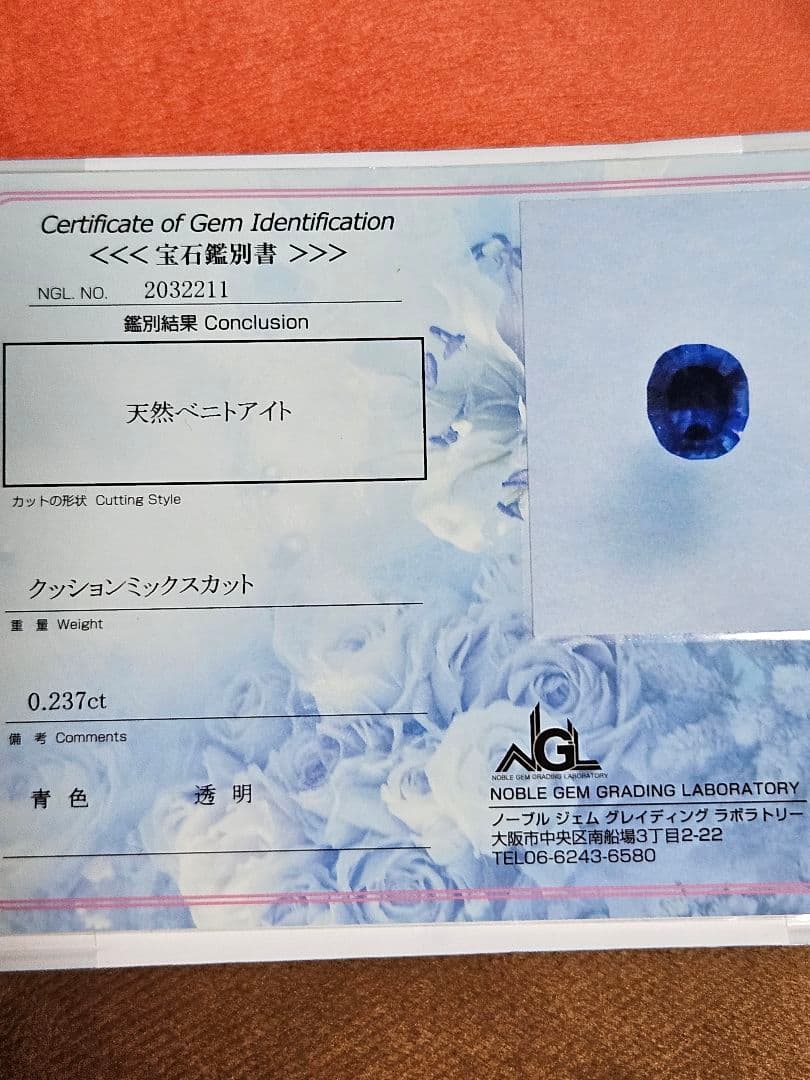 Certificate of Gem Identification
<<< 宝石鑑別書 >>>
NGL. NO. 2032211
鑑別結果 Conclusion
天然ベニトアイト
カットの形状 Cutting Style
クッションミックスカット
重 量 Weight
0.237ct
備 考 Comments
青 色 透 明
NGL
NOBLE GEM GRADING LABORATORY
NOBLE GEM GRADING LABORATORY
ノーブル ジェム グレイディング ラボラトリー
大阪市中央区南船場3丁目2-22
TEL06-6243-6580